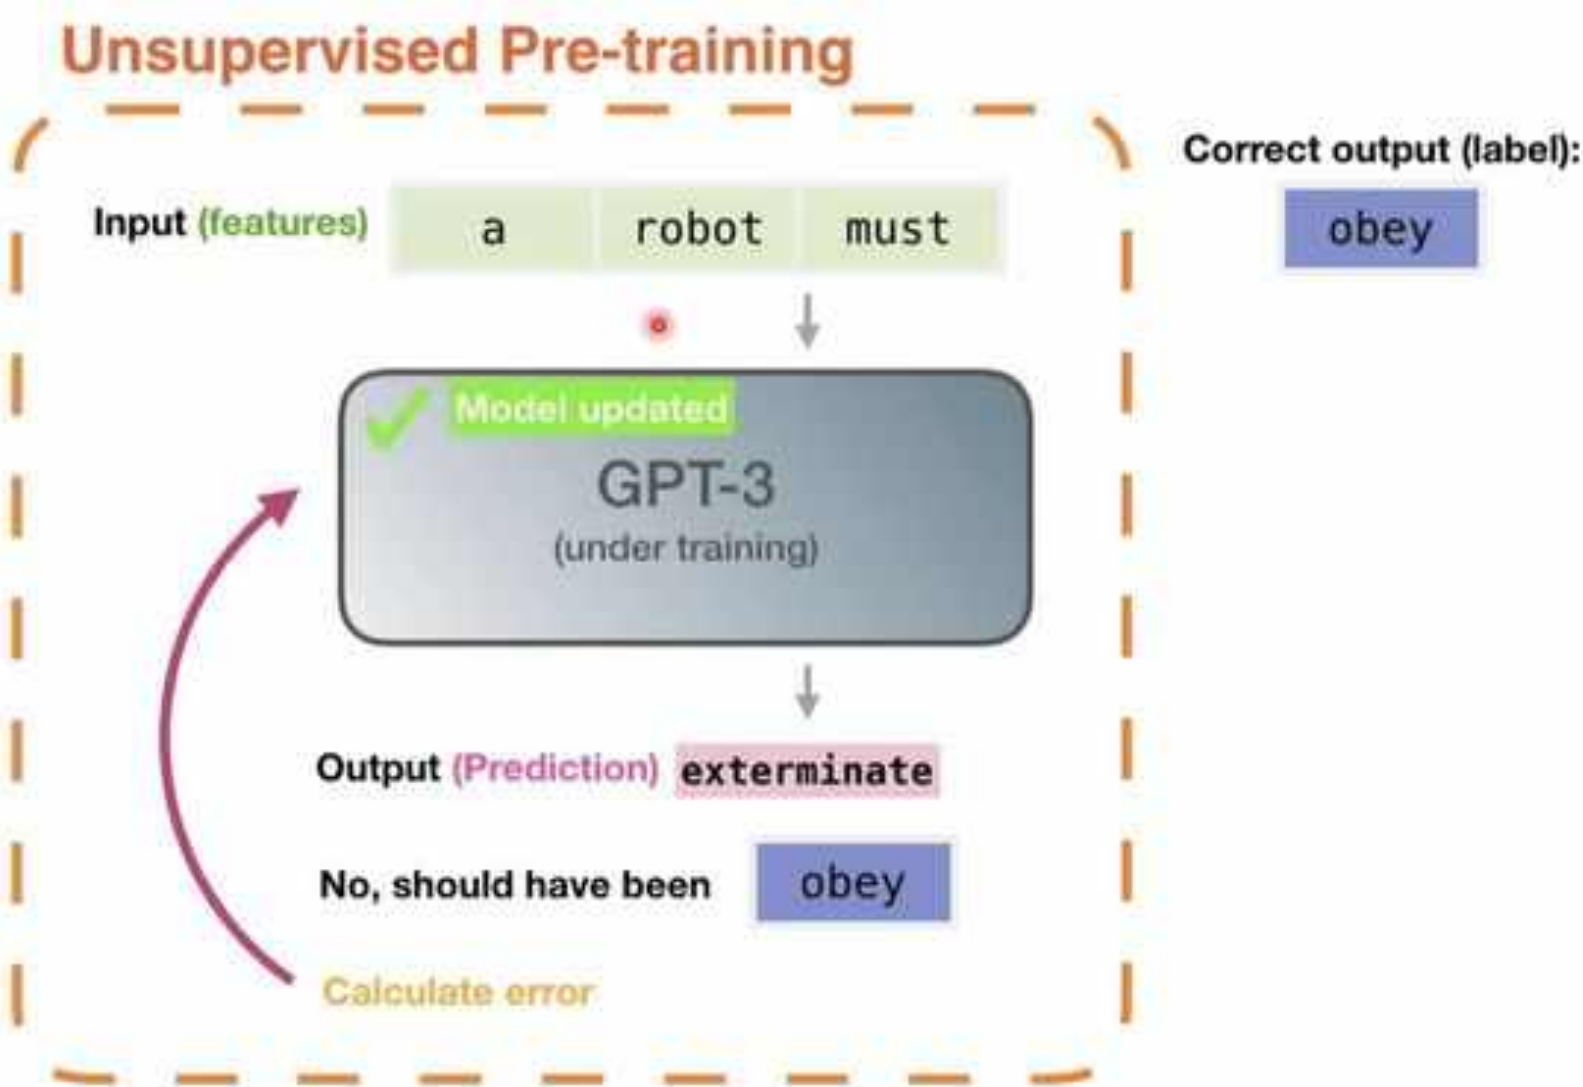 Unsupervised Pre-training
Correct output (label):
Input (features) a robot must
obey
Model updated
GPT-3
(under training)
Output (Prediction) exterminate
No, should have been obey
Calculate error